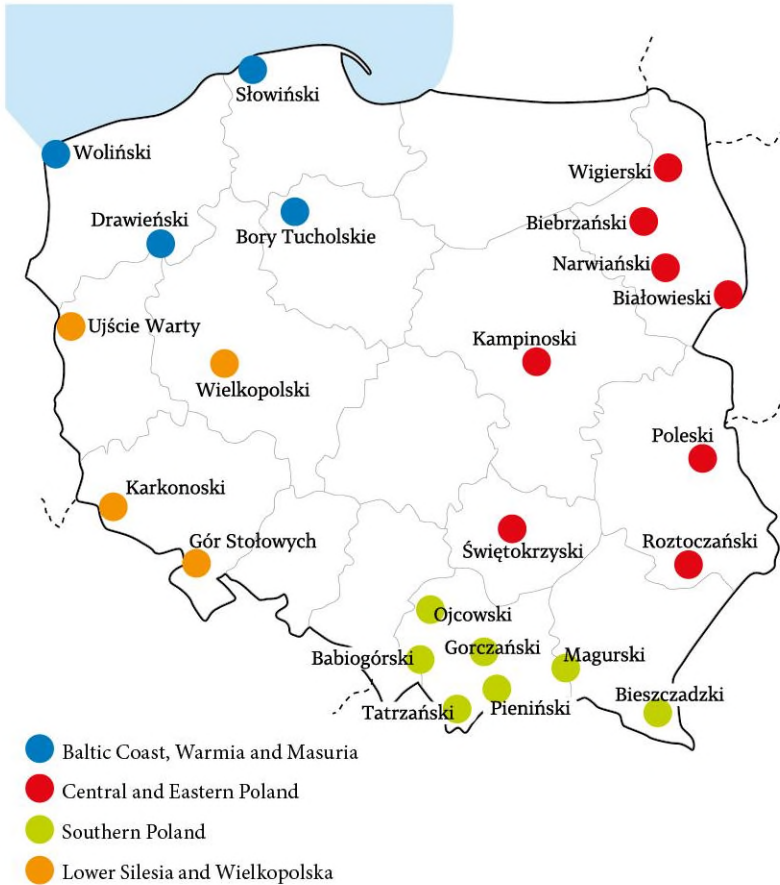 Słowiński
Woliński
Wigierski
Drawieński
Biebrzański
Bory Tucholskie
Narwiański
Białowieski
Ujście Warty
Kampinoski
Wielkopolski
Poleski
Karkonoski
Gór Stołowych
Roztoczański
Świętokrzyski
Ojcowski
Gorczański
Magurski
Babiogórski
Bieszczadzki
Pieniński
Tatrzański
Baltic Coast, Warmia and Masuria
Central and Eastern Poland
Southern Poland
Lower Silesia and Wielkopolska